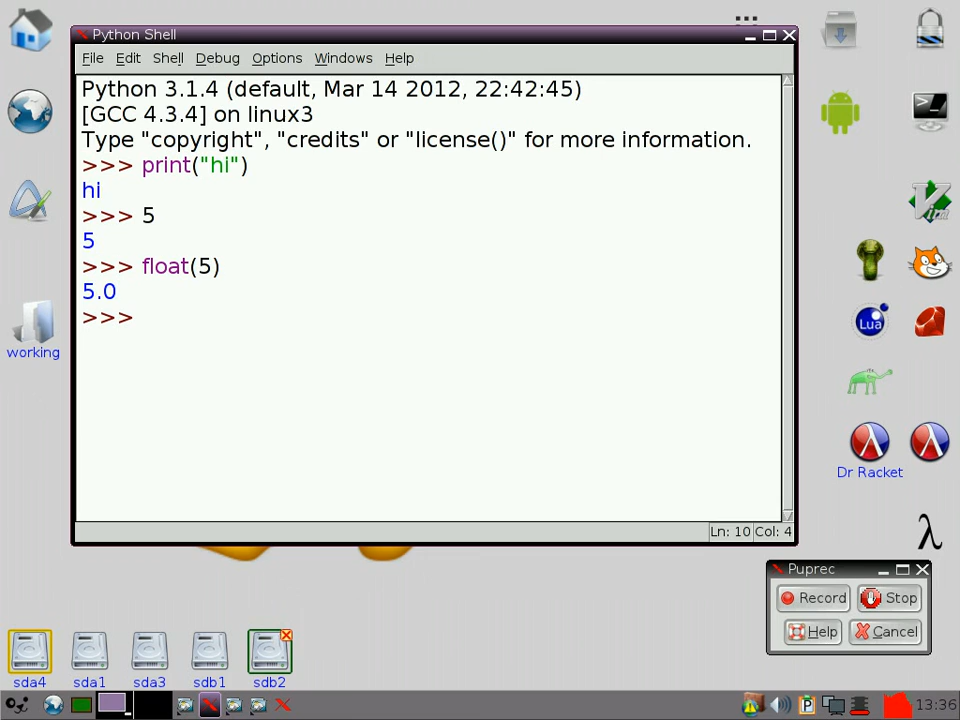 Python Shell
File Edit Shell Debug Options Windows Help
Python 3.1.4 (default, Mar 14 2012, 22:42:45)
[GCC 4.3.4] on linux3
Type "copyright", "credits" or "license()" for more information.
>>> print("hi")
hi
>>> 5
5
>>> float(5)
5.0
>>>
Ln: 10 Col: 4
working
Vim
Lua
Dr Racket
λ
Puprec
Record Stop
Help Cancel
sda4 sda1 sda3 sdb1 sdb2
P
13:36